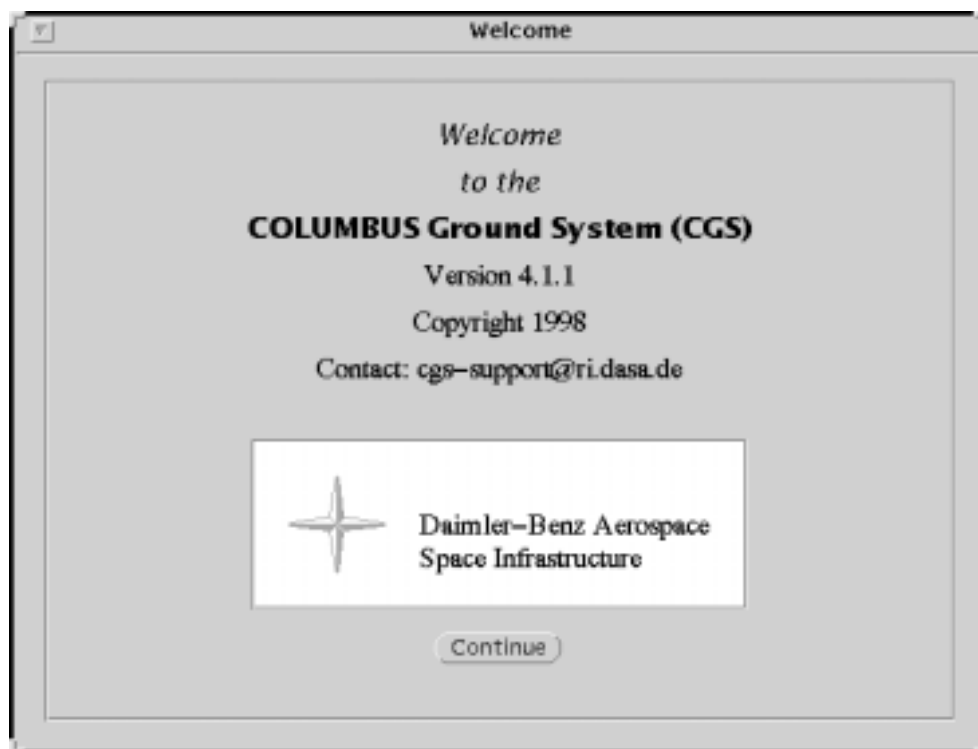 Welcome
Welcome
to the
COLUMBUS Ground System (CGS)
Version 4.1.1
Copyright 1998
Contact: cgs-support@ri.dasa.de
Daimler-Benz Aerospace
Space Infrastructure
Continue